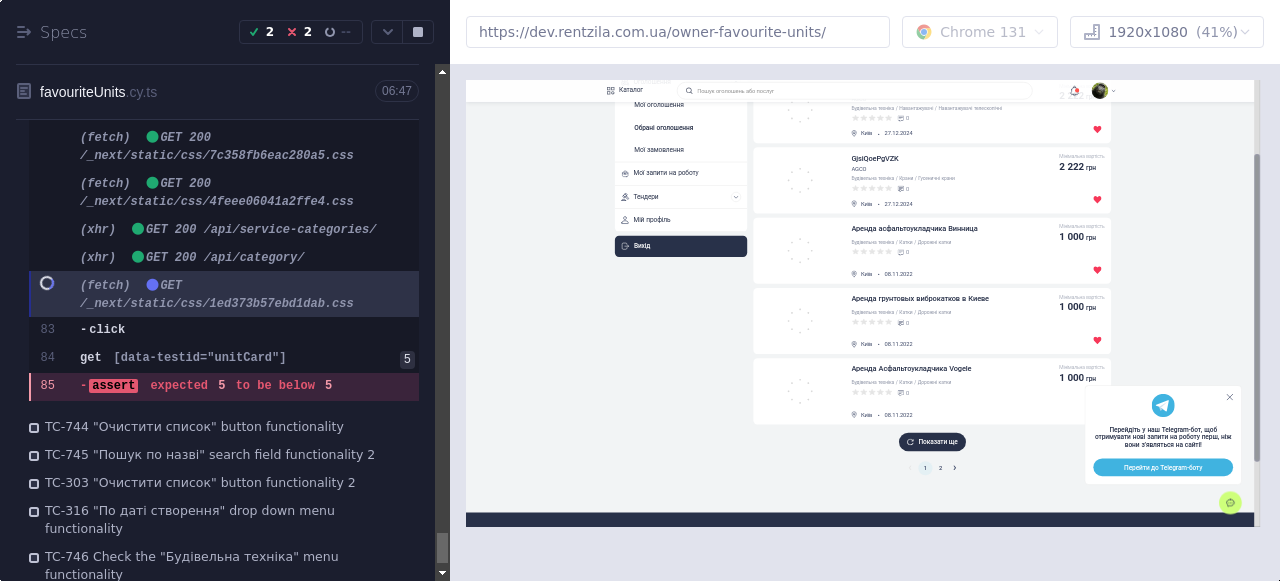 Specs
2
2
--
https://dev.rentzila.com.ua/owner-favourite-units/
Chrome 131
1920x1080 (41%)
favouriteUnits.cy.ts
06:47
(fetch) GET 200
/_next/static/css/7c358fb6eac280a5.css
(fetch) GET 200
/_next/static/css/4feee06041a2ffe4.css
(xhr) GET 200 /api/service-categories/
(xhr) GET 200 /api/category/
(fetch) GET
/_next/static/css/1ed373b57ebd1dab.css
83 -click
84 get [data-testid="unitCard"] 5
85 -assert expected 5 to be below 5
TC-744 "Очистити список" button functionality
TC-745 "Пошук по назві" search field functionality 2
TC-303 "Очистити список" button functionality 2
TC-316 "По даті створення" drop down menu
functionality
TC-746 Check the "Будівельна техніка" menu
functionality
Каталог
Пошук оголошень або послуг
Мої оголошення
Обрані оголошення
Мої замовлення
Мої запити на роботу
Тендери
Мій профіль
Вихід
Будівельна техніка / Навантажувачі / Навантажувачі телескопічні
0
Київ • 27.12.2024
GjsIQoePgVZK
AGCO
Будівельна техніка / Крани / Гусеничні крани
0
Київ • 27.12.2024
Мінімальна вартість
2 222 грн
Аренда асфальтоукладчика Винница
Будівельна техніка / Катки / Дорожні катки
0
Київ • 08.11.2022
Мінімальна вартість
1 000 грн
Аренда грунтовых виброкатков в Киеве
Будівельна техніка / Катки / Дорожні катки
0
Київ • 08.11.2022
Мінімальна вартість
1 000 грн
Аренда Асфальтоукладчика Vogele
Будівельна техніка / Катки / Дорожні катки
0
Київ • 08.11.2022
Мінімальна вартість
1 000 грн
Показати ще
1 2
Перейдіть у наш Telegram-бот, щоб
отримувати нові запити на роботу перш, ніж
вони з'являться на сайті!
Перейти до Telegram-боту